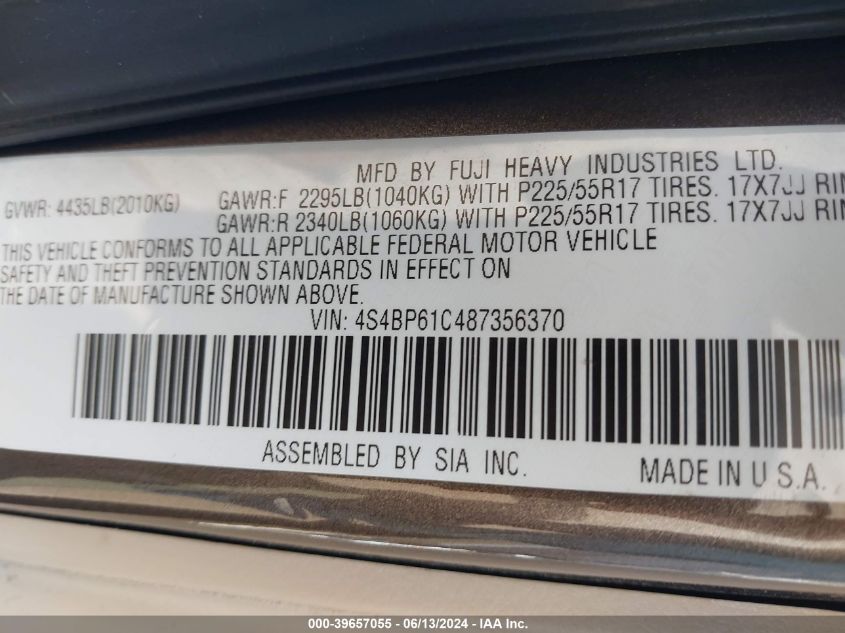 MFD BY FUJI HEAVY INDUSTRIES LTD.
GVWR: 4435LB(2010KG) GAWR:F 2295LB(1040KG) WITH P225/55R17 TIRES. 17X7JJ RIM
GAWR:R 2340LB(1060KG) WITH P225/55R17 TIRES. 17X7JJ RIM
THIS VEHICLE CONFORMS TO ALL APPLICABLE FEDERAL MOTOR VEHICLE
SAFETY AND THEFT PREVENTION STANDARDS IN EFFECT ON
THE DATE OF MANUFACTURE SHOWN ABOVE.
VIN: 4S4BP61C487356370
ASSEMBLED BY SIA INC. MADE IN U.S.A.
000-39657055 - 06/13/2024 - IAA Inc.